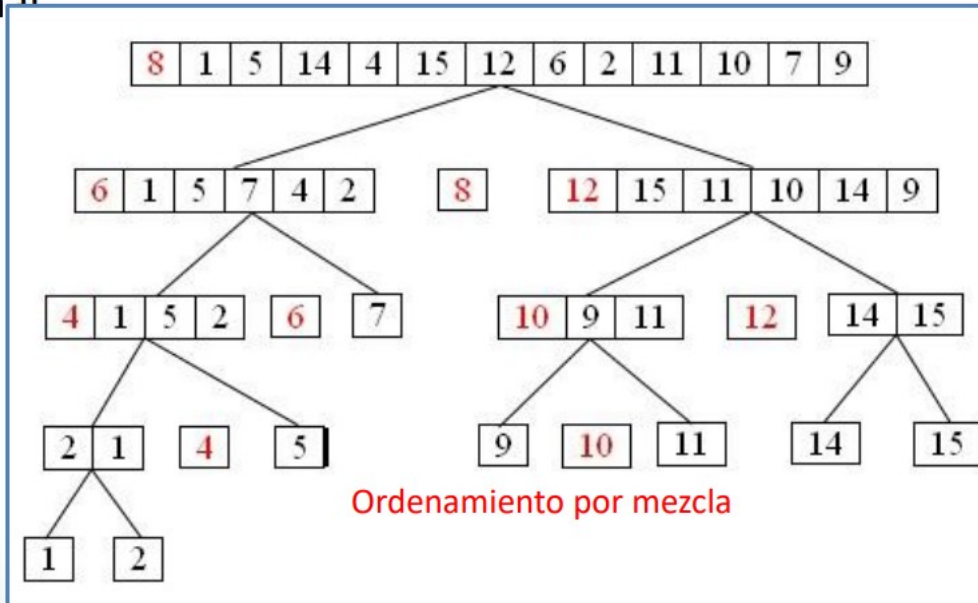 8 1 5 14 4 15 12 6 2 11 10 7 9
6 1 5 7 4 2 8 12 15 11 10 14 9
4 1 5 2 6 7 10 9 11 12 14 15
2 1 4 5 9 10 11 14 15
Ordenamiento por mezcla
1 2